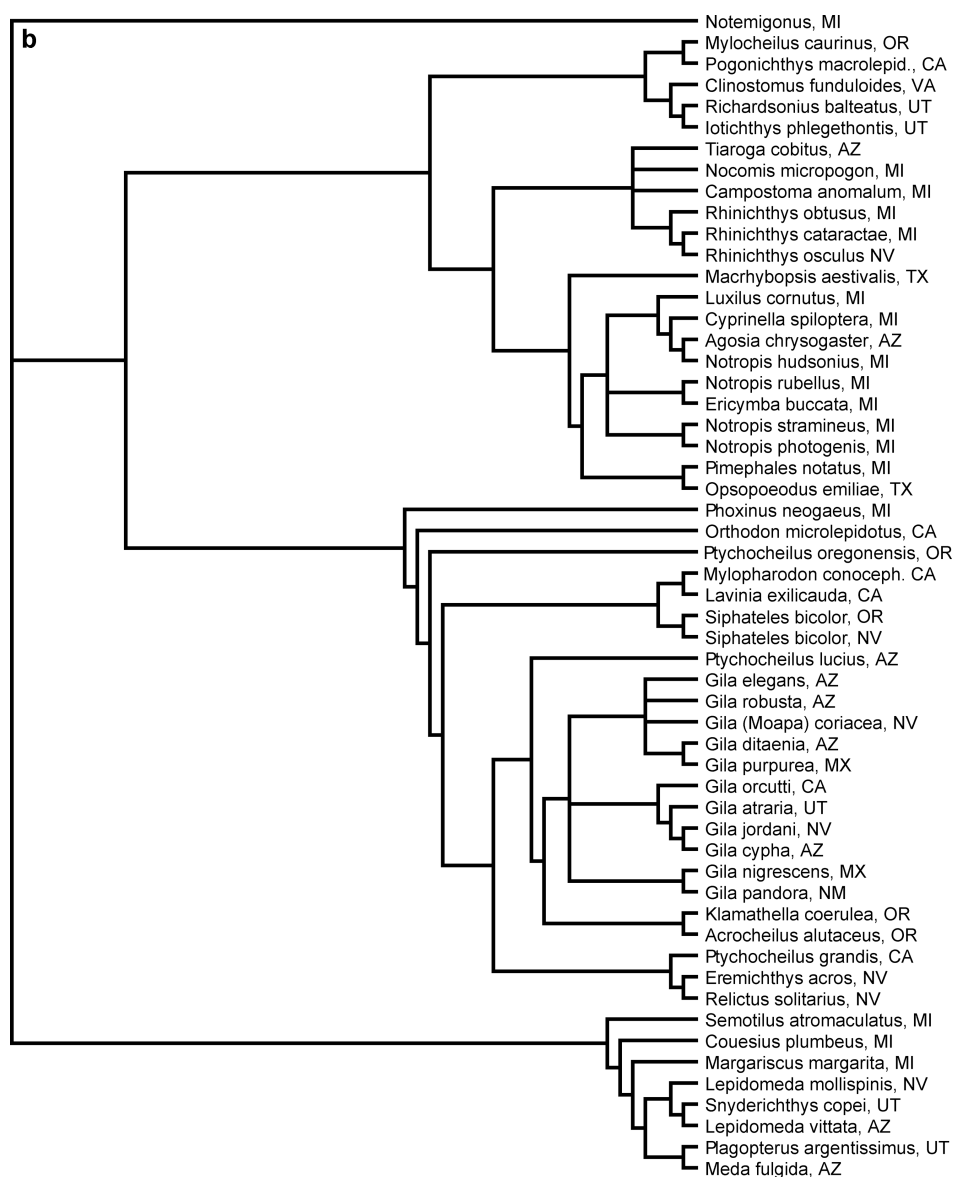 b
Notemigonus, MI
Mylocheilus caurinus, OR
Pogonichthys macrolepid., CA
Clinostomus funduloides, VA
Richardsonius balteatus, UT
Iotichthys phlegethontis, UT
Tiaroga cobitus, AZ
Nocomis micropogon, MI
Campostoma anomalum, MI
Rhinichthys obtusus, MI
Rhinichthys cataractae, MI
Rhinichthys osculus NV
Macrhybopsis aestivalis, TX
Luxilus cornutus, MI
Cyprinella spiloptera, MI
Agosia chrysogaster, AZ
Notropis hudsonius, MI
Notropis rubellus, MI
Ericymba buccata, MI
Notropis stramineus, MI
Notropis photogenis, MI
Pimephales notatus, MI
Opsopoeodus emiliae, TX
Phoxinus neogaeus, MI
Orthodon microlepidotus, CA
Ptychocheilus oregonensis, OR
Mylopharodon conoceph. CA
Lavinia exilicauda, CA
Siphateles bicolor, OR
Siphateles bicolor, NV
Ptychocheilus lucius, AZ
Gila elegans, AZ
Gila robusta, AZ
Gila (Moapa) coriacea, NV
Gila ditaenia, AZ
Gila purpurea, MX
Gila orcutti, CA
Gila atraria, UT
Gila jordani, NV
Gila cypha, AZ
Gila nigrescens, MX
Gila pandora, NM
Klamathella coerulea, OR
Acrocheilus alutaceus, OR
Ptychocheilus grandis, CA
Eremichthys acros, NV
Relictus solitarius, NV
Semotilus atromaculatus, MI
Couesius plumbeus, MI
Margariscus margarita, MI
Lepidomeda mollispinis, NV
Snyderichthys copei, UT
Lepidomeda vittata, AZ
Plagopterus argentissimus, UT
Meda fulgida, AZ